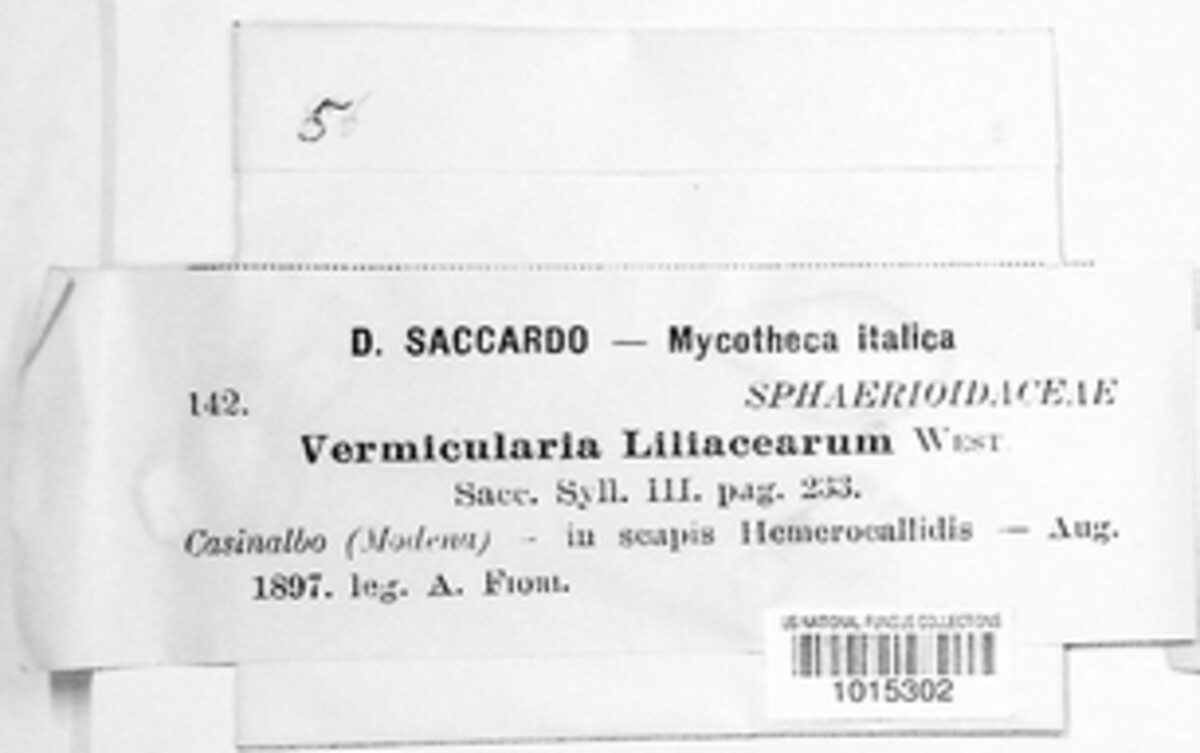 5
D. SACCARDO — Mycotheca italica
142.
SPHAERIOIDACEAE
Vermicularia Liliacearum WEST
Sacc. Syll. III. pag. 233.
Casinalbo (Modena) - in scapis Hemerocallidis — Aug.
1897. leg. A. FIORI.
US NATIONAL FUNGUS COLLECTIONS
1015302